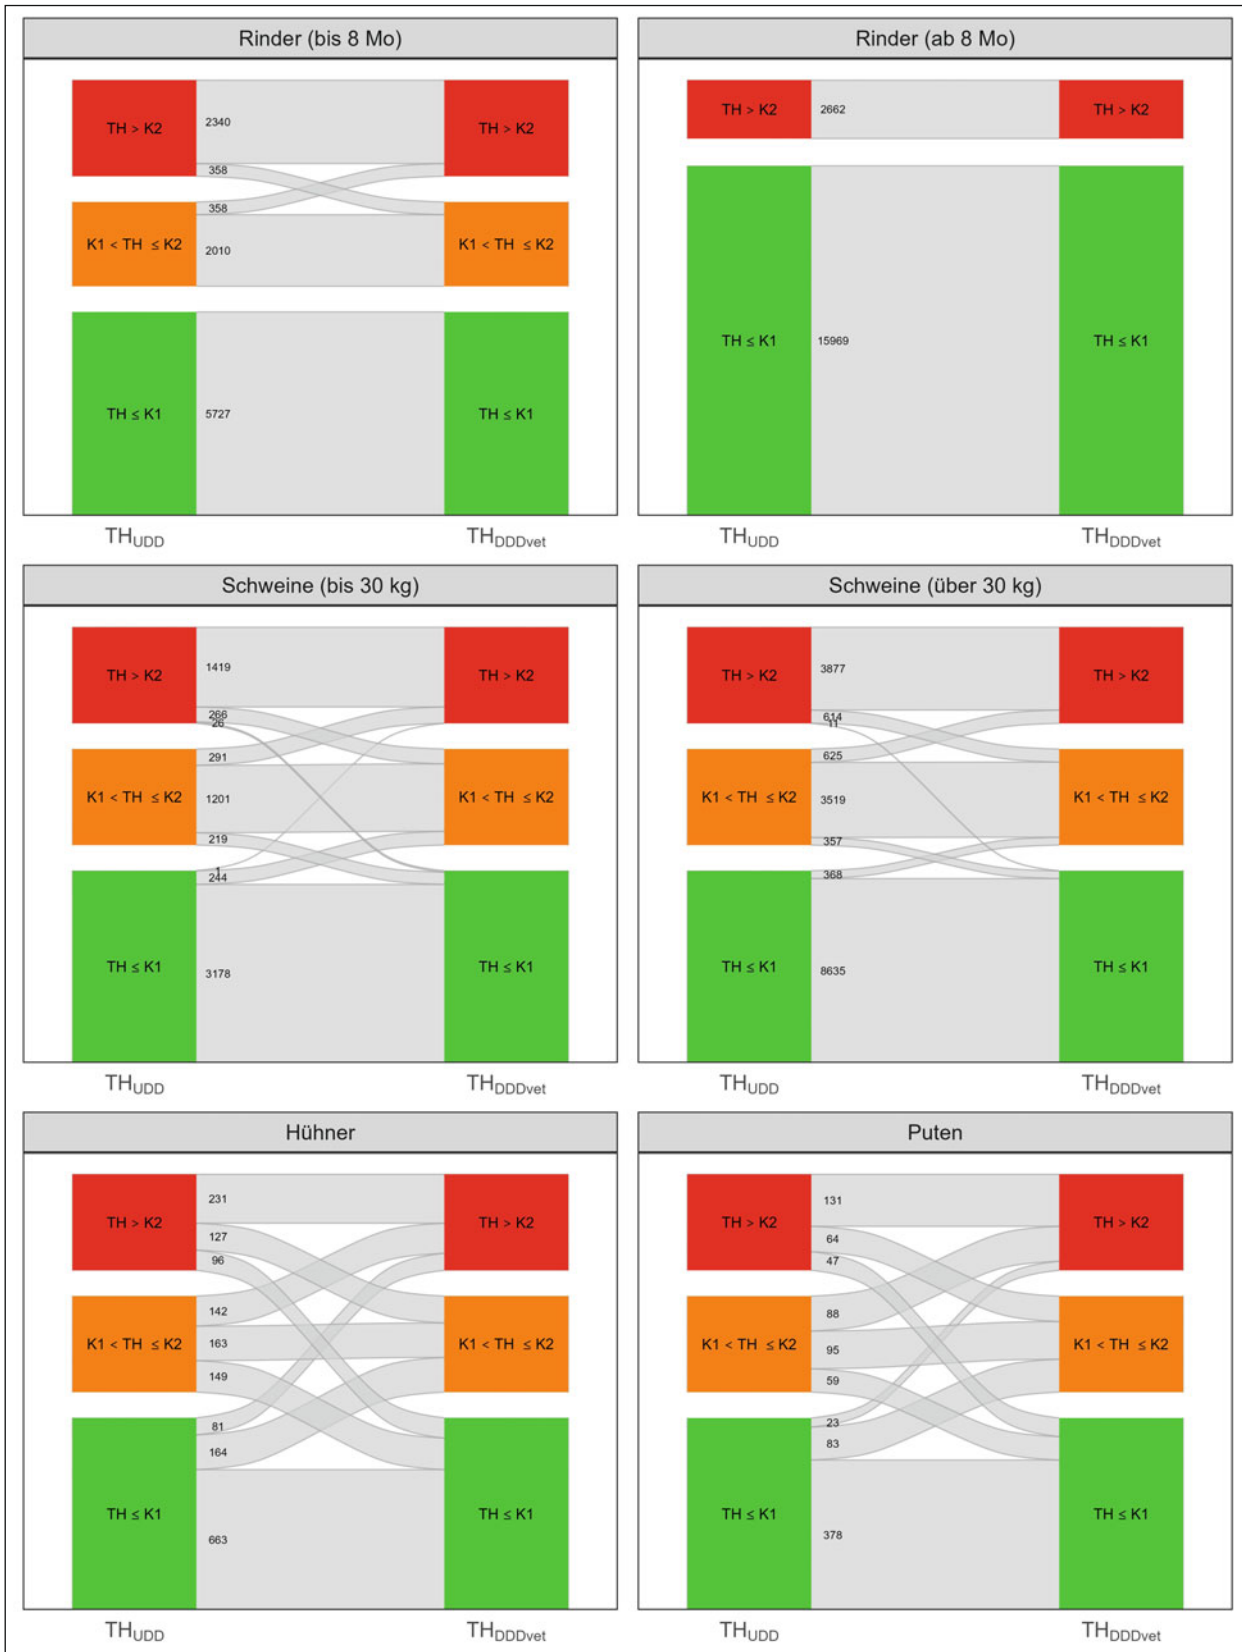 Rinder (bis 8 Mo)
TH > K2
2340
TH > K2
358
358
K1 < TH ≤ K2
2010
K1 < TH ≤ K2
TH ≤ K1
5727
TH ≤ K1
TH_UDD
TH_DDDvet
Rinder (ab 8 Mo)
TH > K2
2662
TH > K2
TH ≤ K1
15969
TH ≤ K1
TH_UDD
TH_DDDvet
Schweine (bis 30 kg)
TH > K2
1419
TH > K2
266
26
291
K1 < TH ≤ K2
1201
K1 < TH ≤ K2
219
1
244
TH ≤ K1
3178
TH ≤ K1
TH_UDD
TH_DDDvet
Schweine (über 30 kg)
TH > K2
3877
TH > K2
614
11
625
K1 < TH ≤ K2
3519
K1 < TH ≤ K2
357
368
TH ≤ K1
8635
TH ≤ K1
TH_UDD
TH_DDDvet
Hühner
231
TH > K2
127
TH > K2
96
142
K1 < TH ≤ K2
163
K1 < TH ≤ K2
149
81
164
TH ≤ K1
663
TH ≤ K1
TH_UDD
TH_DDDvet
Puten
131
TH > K2
64
TH > K2
47
88
K1 < TH ≤ K2
95
K1 < TH ≤ K2
59
23
83
TH ≤ K1
378
TH ≤ K1
TH_UDD
TH_DDDvet